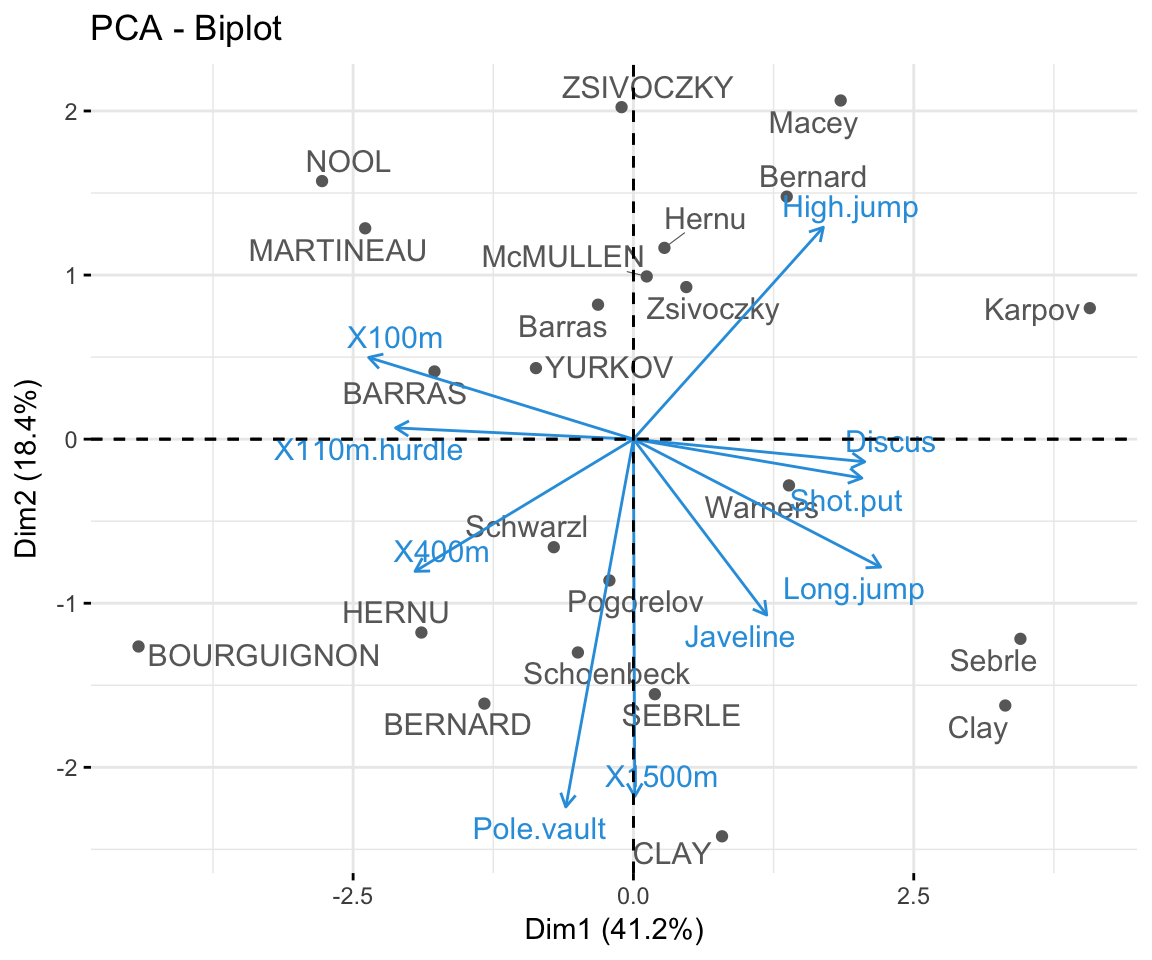 PCA - Biplot
ZSIVOCZKY
Macey
NOOL
Bernard
High.jump
Hernu
MARTINEAU
McMULLEN
Zsivoczky
Karpov
Barras
X100m
YURKOV
BARRAS
X110m.hurdle
Discus
Shot.put
Warners
Schwarzl
X400m
Long.jump
Pogorelov
HERNU
Javeline
BOURGUIGNON
Sebrle
Schoenbeck
SEBRLE
BERNARD
Clay
X1500m
Pole.vault
CLAY
2
1
0
-1
-2
Dim2 (18.4%)
-2.5
0.0
2.5
Dim1 (41.2%)